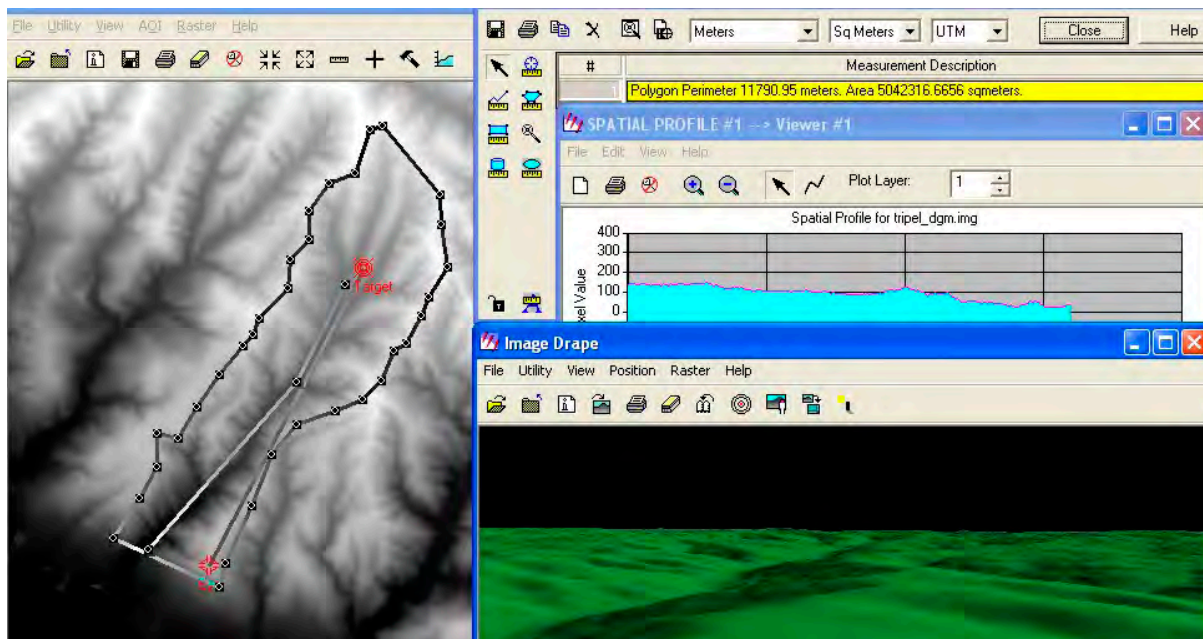 File Utility View AOI Raster Help
Target
Meters Sq Meters UTM Close Help
# Measurement Description
1 Polygon Perimeter 11790.95 meters. Area 5042316.6656 sqmeters.
SPATIAL PROFILE #1 --> Viewer #1
File Edit View Help
Plot Layer: 1
Spatial Profile for tripel_dgm.img
400
300
200
100
0
Image Drape
File Utility View Position Raster Help